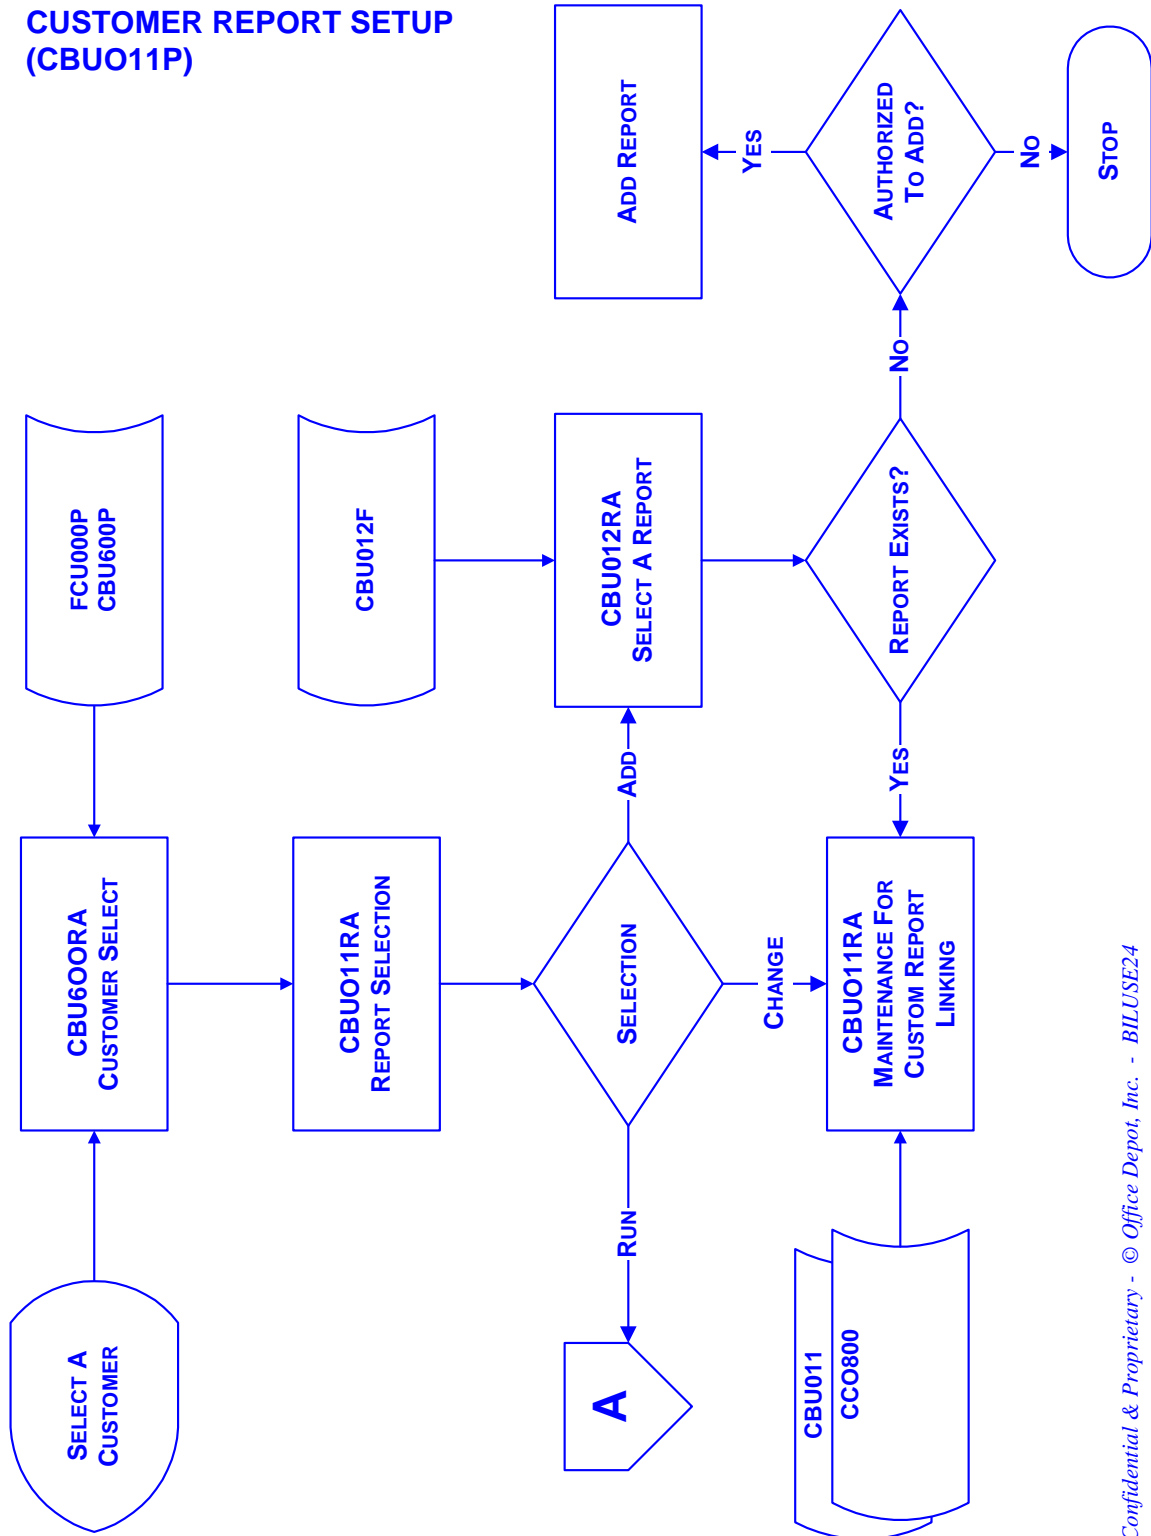 CUSTOMER REPORT SETUP
(CBUO11P)
SELECT A
CUSTOMER
CBU6OORA
CUSTOMER SELECT
FCU000P
CBU600P
CBUO11RA
REPORT SELECTION
CBU012F
A
RUN
SELECTION
ADD
CBU012RA
SELECT A REPORT
ADD REPORT
YES
CHANGE
CBU011
CCO800
CBUO11RA
MAINTENANCE FOR
CUSTOM REPORT
LINKING
YES
REPORT EXISTS?
NO
AUTHORIZED
TO ADD?
NO
STOP
Confidential & Proprietary - © Office Depot, Inc. - BILUSE24